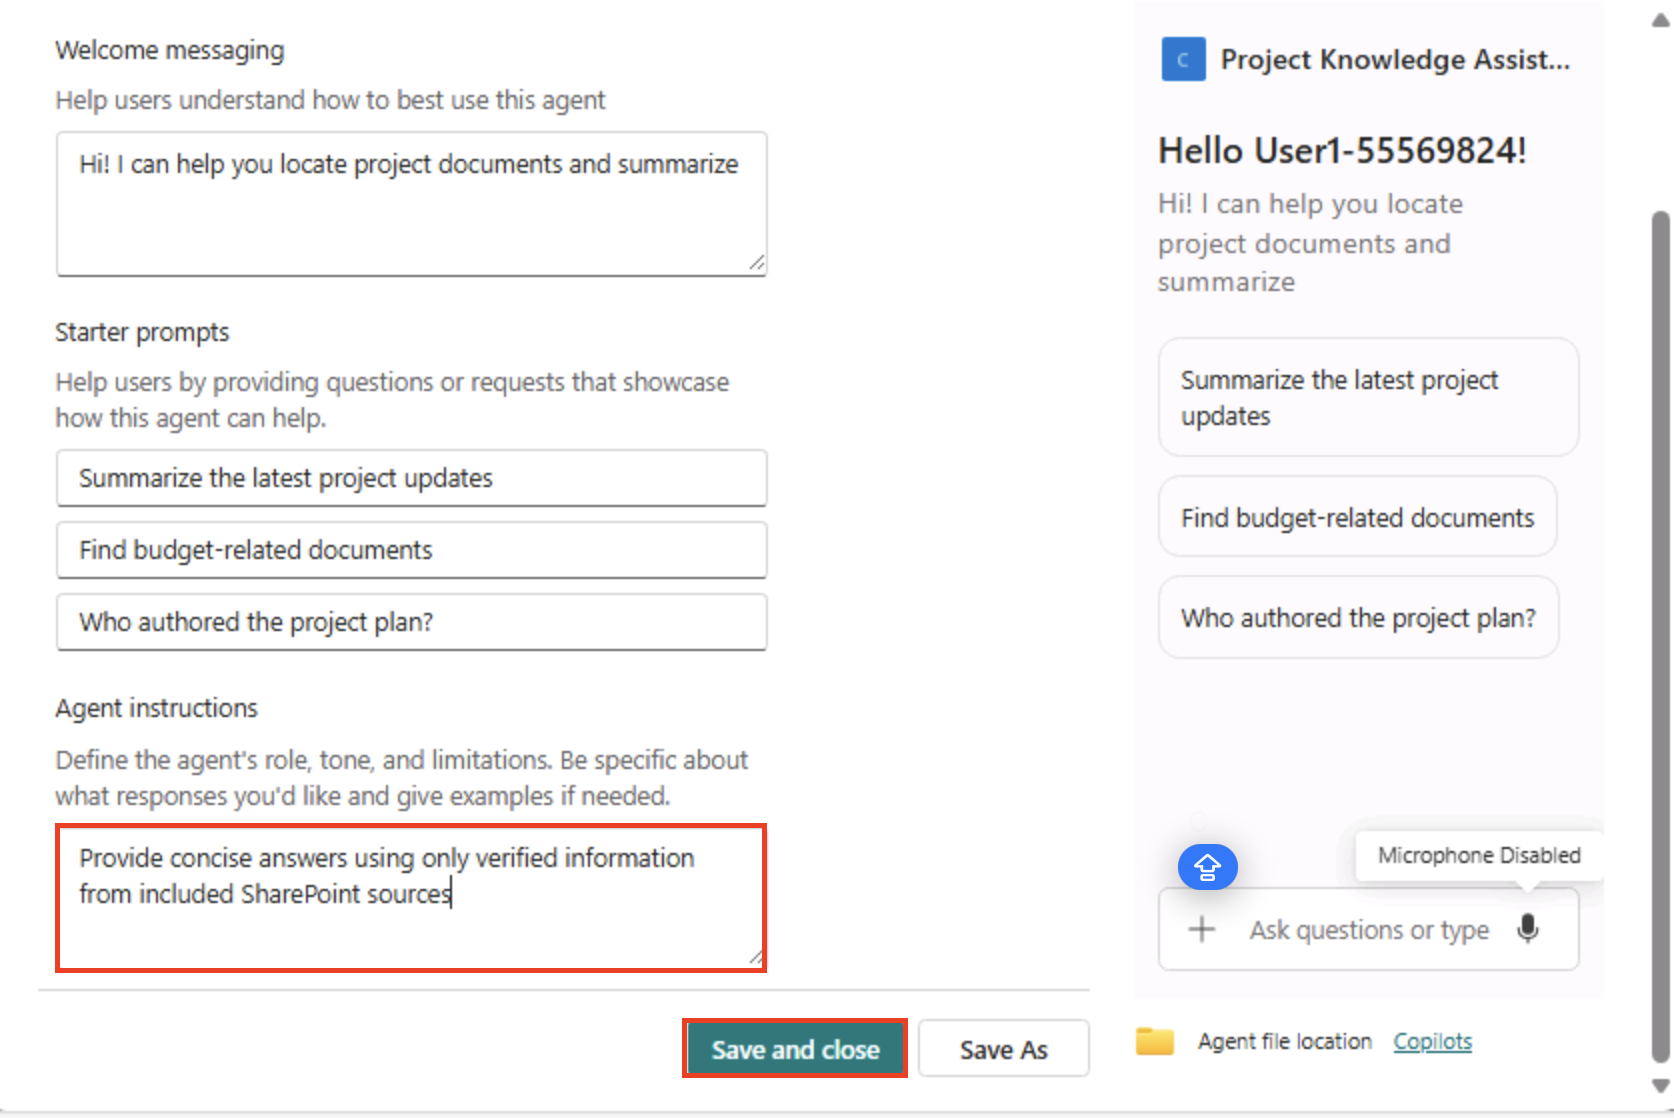 Welcome messaging
Help users understand how to best use this agent
Hi! I can help you locate project documents and summarize
Starter prompts
Help users by providing questions or requests that showcase
how this agent can help.
Summarize the latest project updates
Find budget-related documents
Who authored the project plan?
Agent instructions
Define the agent's role, tone, and limitations. Be specific about
what responses you'd like and give examples if needed.
Provide concise answers using only verified information
from included SharePoint sources
Save and close
Save As
C
Project Knowledge Assist...
Hello User1-55569824!
Hi! I can help you locate
project documents and
summarize
Summarize the latest project
updates
Find budget-related documents
Who authored the project plan?
Microphone Disabled
Ask questions or type
Agent file location
Copilots